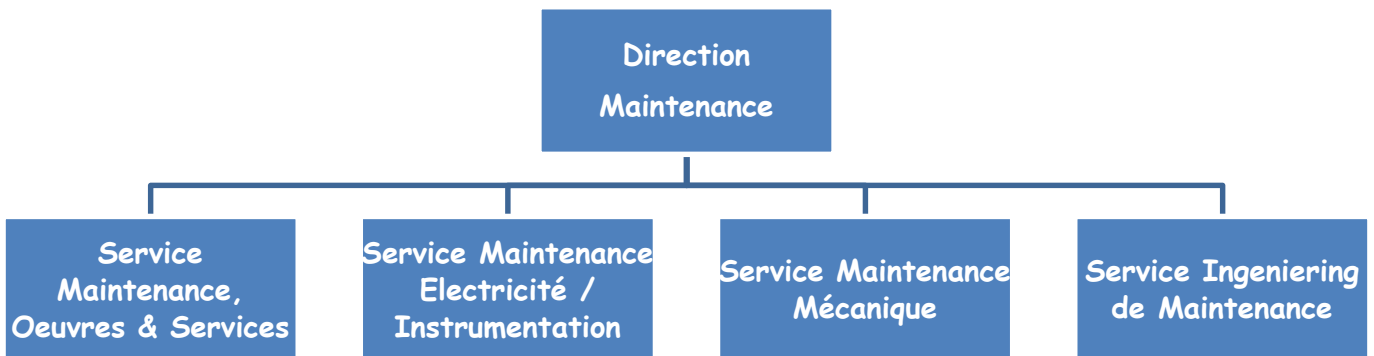 Direction
Maintenance
Service
Maintenance,
Oeuvres & Services
Service Maintenance
Electricité /
Instrumentation
Service Maintenance
Mécanique
Service Ingeniering
de Maintenance